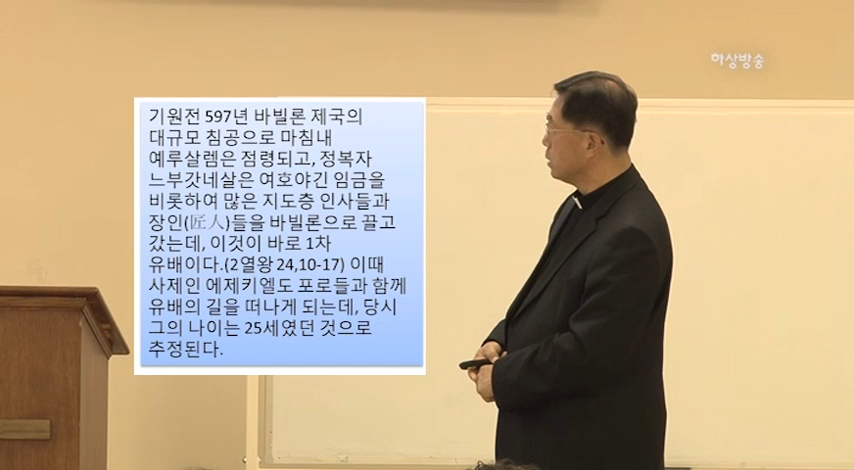 하상방송
기원전 597년 바빌론 제국의
대규모 침공으로 마침내
예루살렘은 점령되고, 정복자
느부갓네살은 여호야긴 임금을
비롯하여 많은 지도층 인사들과
장인(匠人)들을 바빌론으로 끌고
갔는데, 이것이 바로 1차
유배이다.(2열왕 24,10-17) 이때
사제인 에제키엘도 포로들과 함께
유배의 길을 떠나게 되는데, 당시
그의 나이는 25세였던 것으로
추정된다.